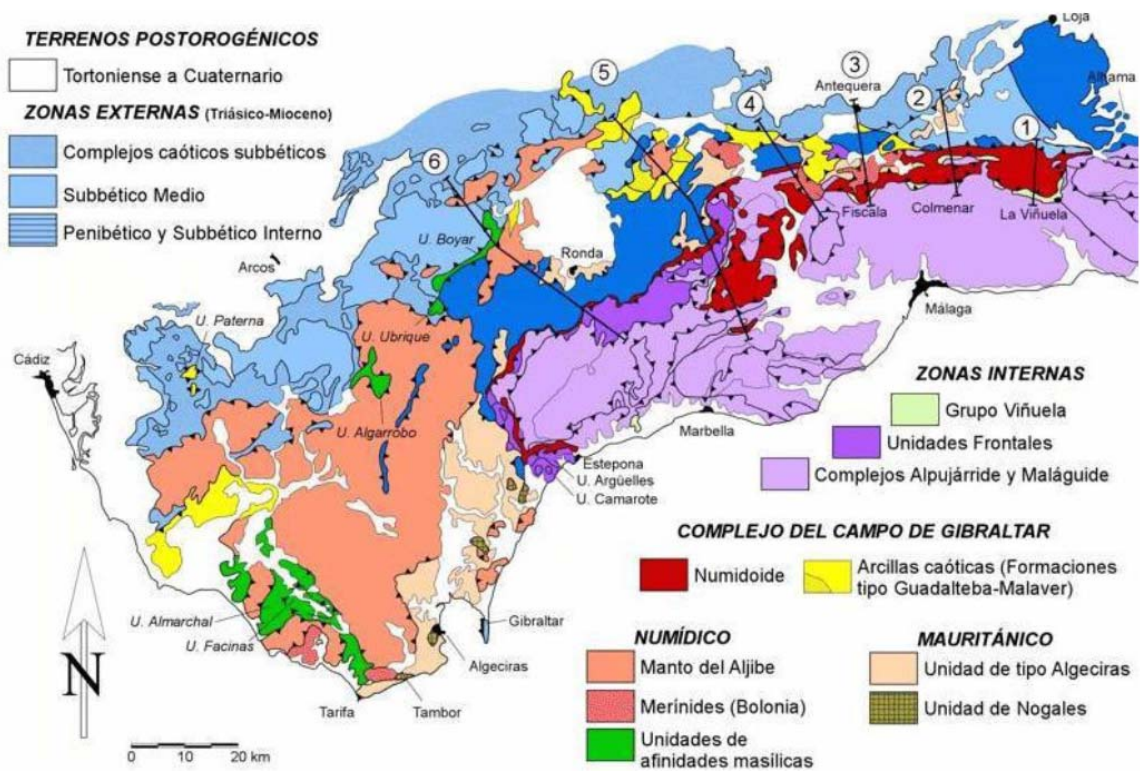 TERRENOS POSTOROGÉNICOS
Tortoniense a Cuaternario
ZONAS EXTERNAS (Triásico-Mioceno)
Complejos caóticos subbéticos
Subbético Medio
Penibético y Subbético Interno
Loja
Alhama
5
3
Antequera
4
2
1
6
Fiscala
Colmenar
La Viñuela
U. Boyar
Ronda
Arcos
Málaga
U. Paterna
U. Ubrique
Cádiz
ZONAS INTERNAS
Grupo Viñuela
Unidades Frontales
Complejos Alpujárride y Maláguide
Marbella
U. Algarrobo
Estepona
U. Argüelles
U. Camarote
COMPLEJO DEL CAMPO DE GIBRALTAR
Numidoide
Arcillas caóticas (Formaciones
tipo Guadalteba-Malaver)
U. Almarchal
U. Facinas
Gibraltar
Algeciras
N
Tarifa
Tambor
0 10 20 km
NUMÍDICO
Manto del Aljibe
Merínides (Bolonia)
Unidades de
afinidades masílicas
MAURITÁNICO
Unidad de tipo Algeciras
Unidad de Nogales